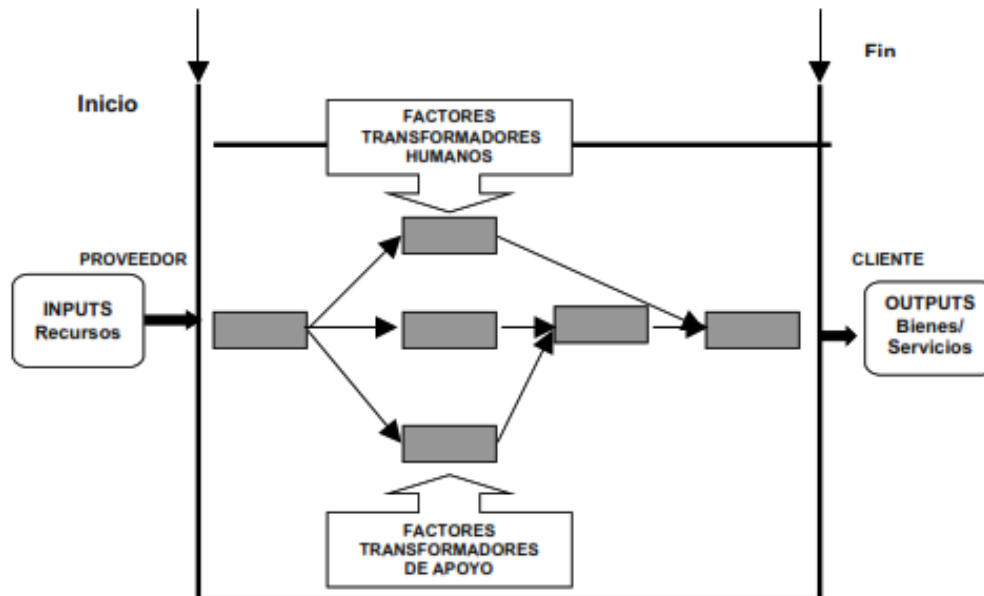 Fin
Inicio
FACTORES
TRANSFORMADORES
HUMANOS
PROVEEDOR
CLIENTE
INPUTS
Recursos
OUTPUTS
Bienes/
Servicios
FACTORES
TRANSFORMADORES
DE APOYO